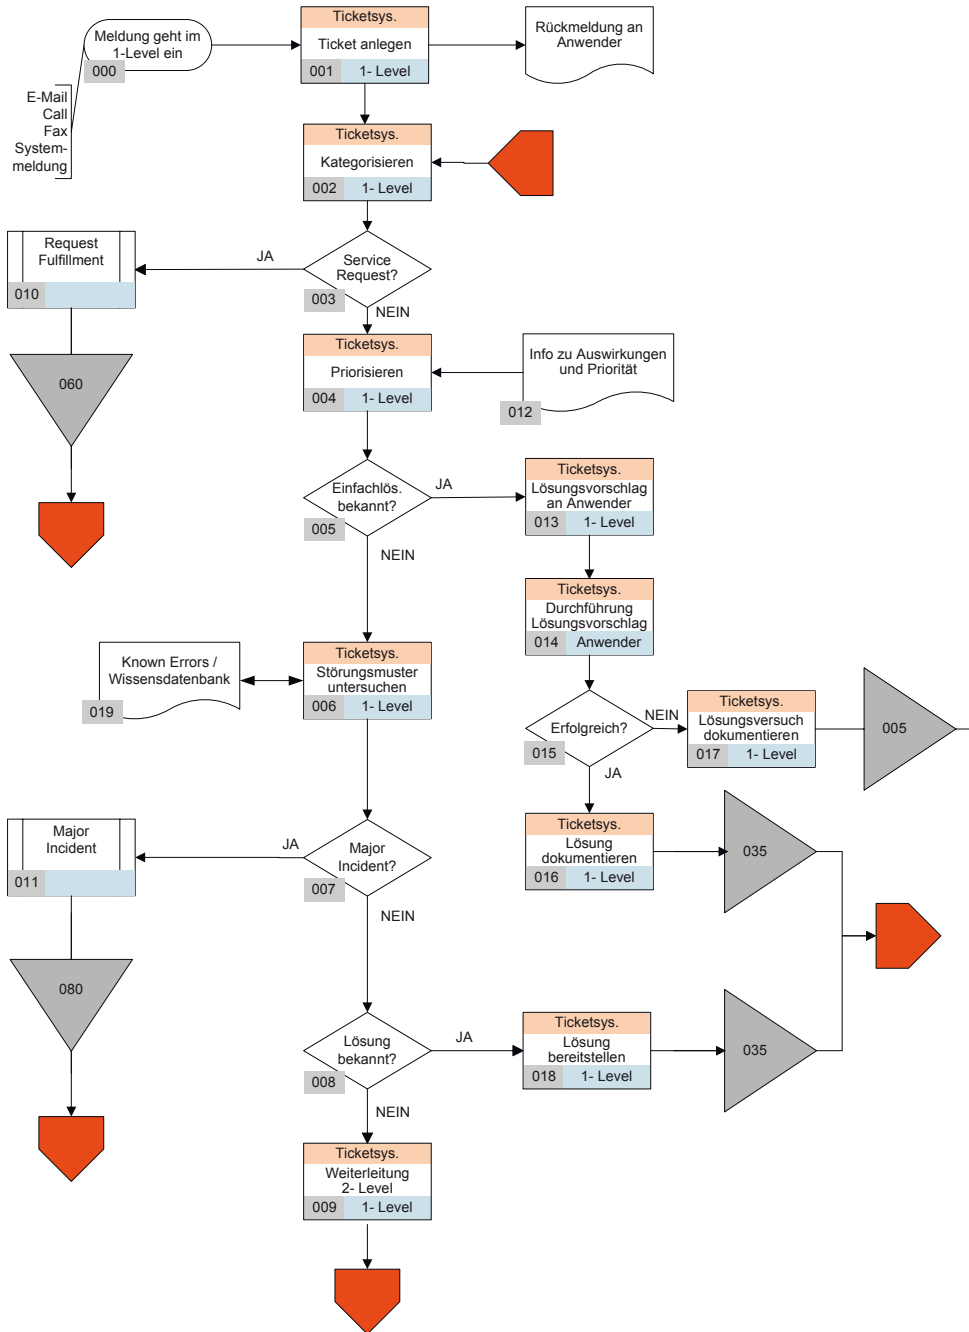 Meldung geht im
1-Level ein
000
E-Mail
Call
Fax
System-
meldung
Ticketsys.
Ticket anlegen
001
1- Level
Rückmeldung an
Anwender
Ticketsys.
Kategorisieren
002
1- Level
Service
Request?
003
JA
NEIN
Request
Fulfillment
010
060
Ticketsys.
Priorisieren
004
1- Level
Info zu Auswirkungen
und Priorität
012
Einfachlös.
bekannt?
005
JA
NEIN
Ticketsys.
Lösungsvorschlag
an Anwender
013
1- Level
Ticketsys.
Durchführung
Lösungsvorschlag
014
Anwender
Ticketsys.
Störungsmuster
untersuchen
006
1- Level
Known Errors /
Wissensdatenbank
019
Erfolgreich?
015
NEIN
JA
Ticketsys.
Lösungsversuch
dokumentieren
017
1- Level
005
Ticketsys.
Lösung
dokumentieren
016
1- Level
035
Major
Incident?
007
JA
NEIN
Major
Incident
011
080
Lösung
bekannt?
008
JA
NEIN
Ticketsys.
Lösung
bereitstellen
018
1- Level
035
Ticketsys.
Weiterleitung
2- Level
009
1- Level